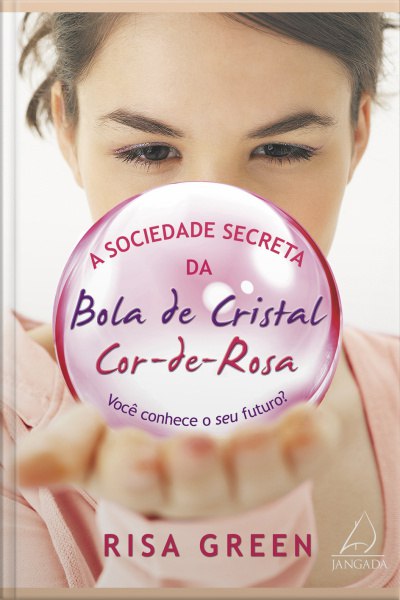 A SOCIEDADE SECRETA
DA
Bola de Cristal
Cor-de-Rosa
Você conhece o seu futuro?
RISA GREEN
JANGADA